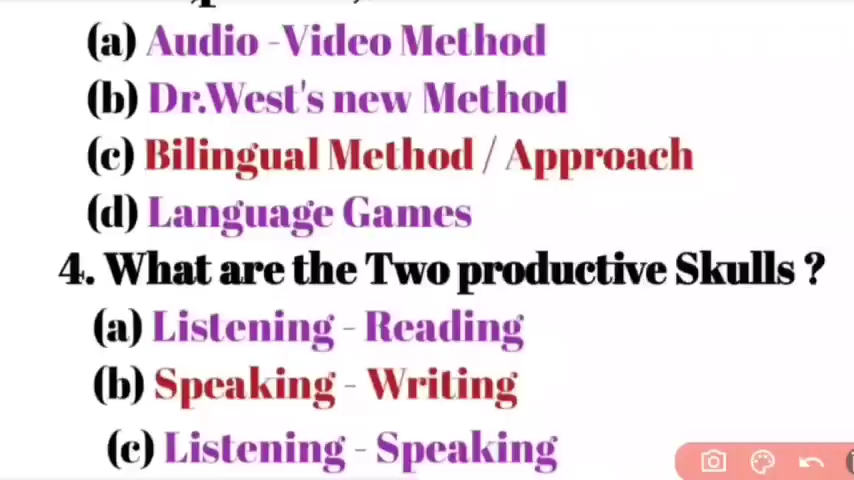 (a) Audio -Video Method
(b) Dr.West's new Method
(c) Bilingual Method / Approach
(d) Language Games
4. What are the Two productive Skulls ?
(a) Listening - Reading
(b) Speaking - Writing
(c) Listening - Speaking